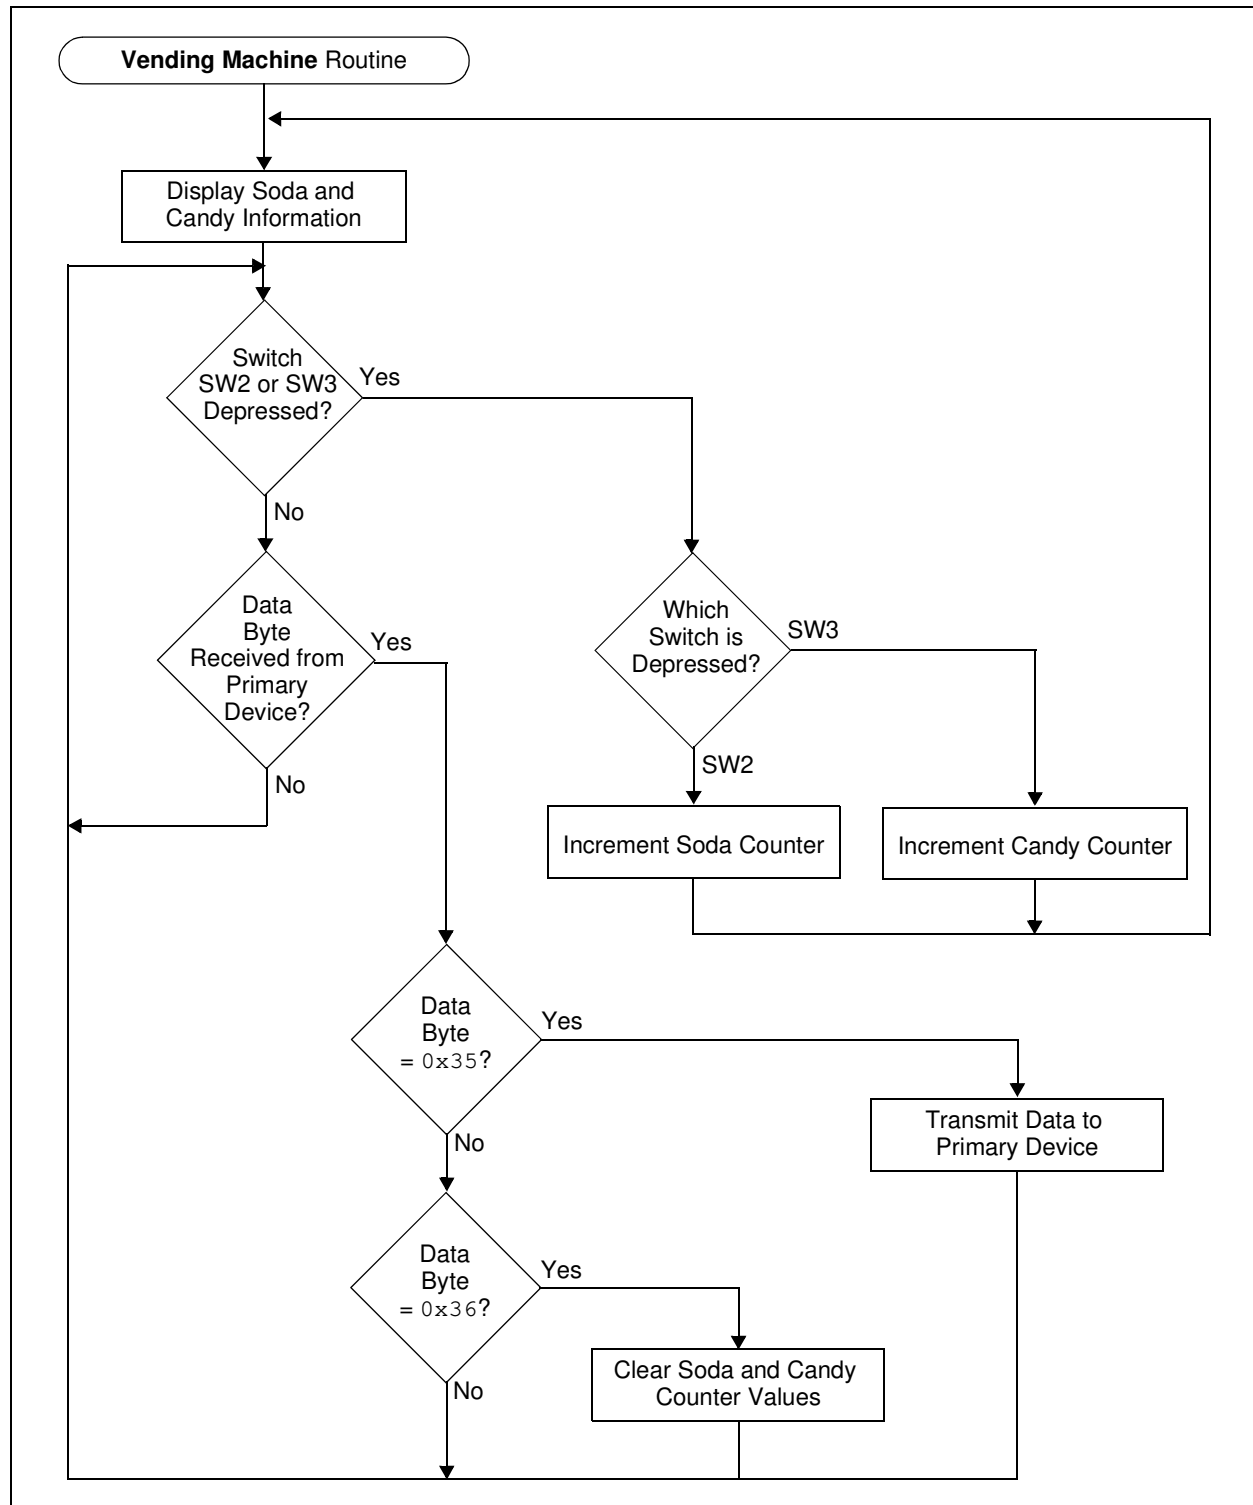 Vending Machine Routine
Display Soda and
Candy Information
Switch
SW2 or SW3
Depressed?
Yes
No
Data
Byte
Received from
Primary
Device?
Yes
No
Which
Switch is
Depressed?
SW3
SW2
Increment Soda Counter
Increment Candy Counter
Data
Byte
= 0x35?
Yes
No
Transmit Data to
Primary Device
Data
Byte
= 0x36?
Yes
No
Clear Soda and Candy
Counter Values